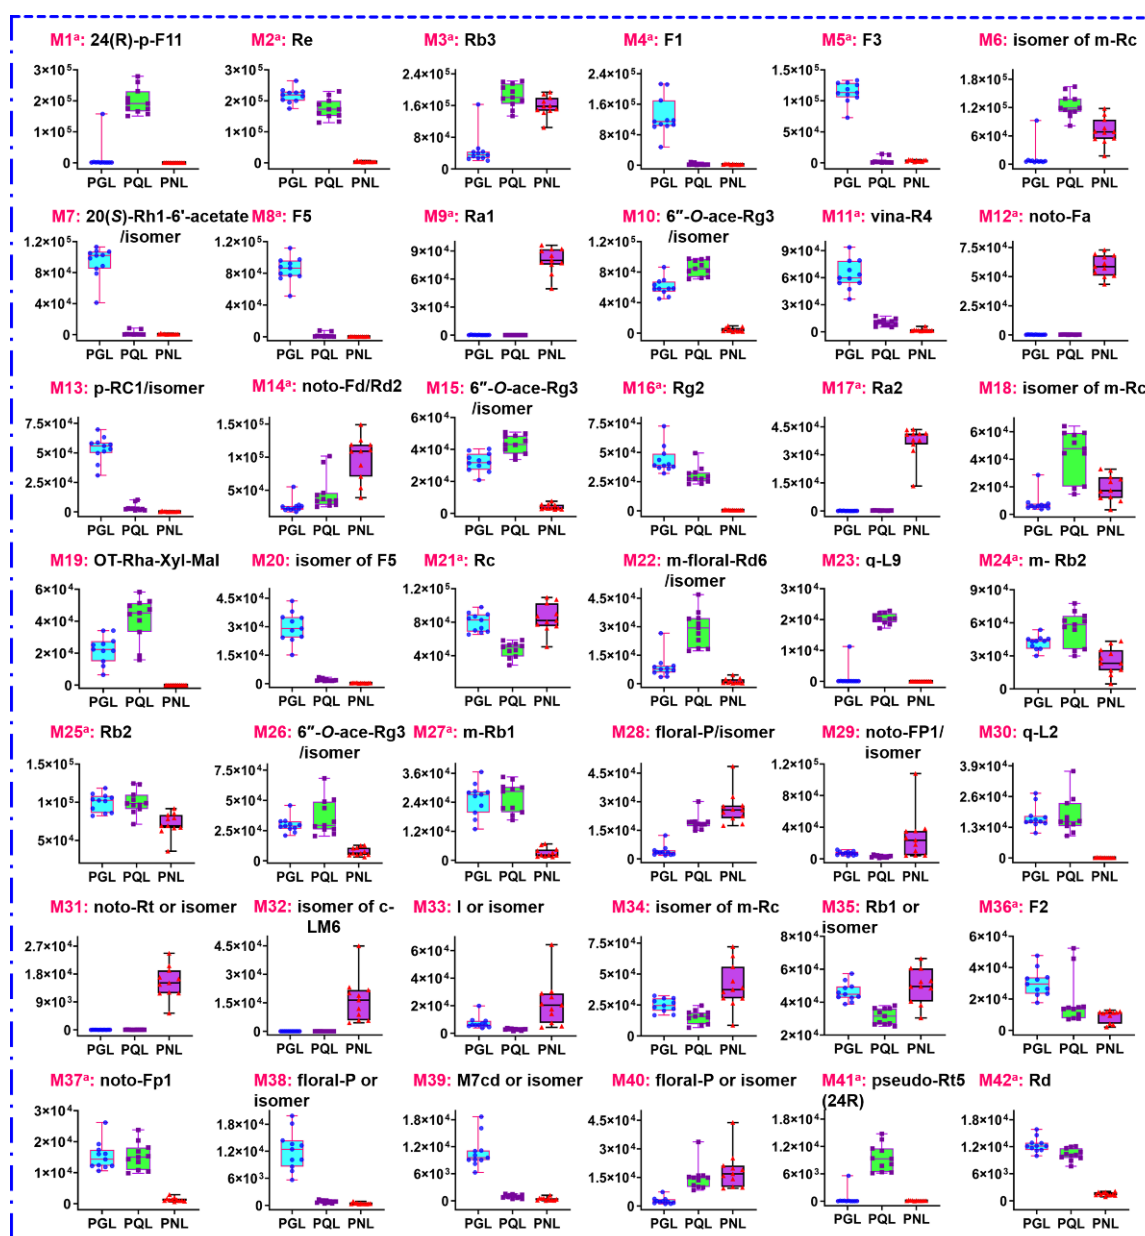 M1ᵃ: 24(R)-p-F11
M2ᵃ: Re
M3ᵃ: Rb3
M4ᵃ: F1
M5ᵃ: F3
M6: isomer of m-Rc
3×10⁵ 2×10⁵ 1×10⁵ 0
3×10⁵ 2×10⁵ 1×10⁵ 0
2.4×10⁵ 1.6×10⁵ 8×10⁴ 0
2.4×10⁵ 1.6×10⁵ 8×10⁴ 0
1×10⁵ 5×10⁴ 0
1.8×10⁵ 1.2×10⁵ 6×10⁴ 0
PGL PQL PNL PGL PQL PNL PGL PQL PNL PGL PQL PNL PGL PQL PNL PGL PQL PNL
M7: 20(S)-Rh1-6'-acetate
/isomer
M8ᵃ: F5
M9ᵃ: Ra1
M10: 6″-O-ace-Rg3
/isomer
M11ᵃ: vina-R4
M12ᵃ: noto-Fa
1.2×10⁵ 8×10⁴ 4×10⁴ 0
1.2×10⁵ 8×10⁴ 4×10⁴ 0
9×10⁴ 6×10⁴ 3×10⁴ 0
1.2×10⁵ 9×10⁴ 6×10⁴ 3×10⁴ 0
9×10⁴ 6×10⁴ 3×10⁴ 0
7.5×10⁴ 5×10⁴ 2.5×10⁴ 0
PGL PQL PNL PGL PQL PNL PGL PQL PNL PGL PQL PNL PGL PQL PNL PGL PQL PNL
M13: p-RC1/isomer
M14ᵃ: noto-Fd/Rd2
M15: 6″-O-ace-Rg3
/isomer
M16ᵃ: Rg2
M17ᵃ: Ra2
M18: isomer of m-Rc
7.5×10⁴ 5×10⁴ 2.5×10⁴ 0
1.5×10⁵ 1×10⁵ 5×10⁴
6×10⁴ 4×10⁴ 2×10⁴ 0
7.5×10⁴ 5×10⁴ 2.5×10⁴ 0
4.5×10⁴ 3×10⁴ 1.5×10⁴ 0
6×10⁴ 4×10⁴ 2×10⁴ 0
PGL PQL PNL PGL PQL PNL PGL PQL PNL PGL PQL PNL PGL PQL PNL PGL PQL PNL
M19: OT-Rha-Xyl-Mal
M20: isomer of F5
M21ᵃ: Rc
M22: m-floral-Rd6
/isomer
M23: q-L9
M24ᵃ: m- Rb2
6×10⁴ 4×10⁴ 2×10⁴ 0
4.5×10⁴ 3×10⁴ 1.5×10⁴ 0
1.2×10⁵ 8×10⁴ 4×10⁴
4.5×10⁴ 3×10⁴ 1.5×10⁴ 0
3×10⁴ 2×10⁴ 1×10⁴ 0
9×10⁴ 6×10⁴ 3×10⁴ 0
PGL PQL PNL PGL PQL PNL PGL PQL PNL PGL PQL PNL PGL PQL PNL PGL PQL PNL
M25ᵃ: Rb2
M26: 6″-O-ace-Rg3
/isomer
M27ᵃ: m-Rb1
M28: floral-P/isomer
M29: noto-FP1/
isomer
M30: q-L2
1.5×10⁵ 1×10⁵ 5×10⁴
7.5×10⁴ 5×10⁴ 2.5×10⁴ 0
3.6×10⁴ 2.4×10⁴ 1.2×10⁴ 0
4.5×10⁴ 3×10⁴ 1.5×10⁴ 0
1.2×10⁵ 8×10⁴ 4×10⁴ 0
3.9×10⁴ 2.6×10⁴ 1.3×10⁴ 0
PGL PQL PNL PGL PQL PNL PGL PQL PNL PGL PQL PNL PGL PQL PNL PGL PQL PNL
M31: noto-Rt or isomer
M32: isomer of c-
LM6
M33: I or isomer
M34: isomer of m-Rc
M35: Rb1 or
isomer
M36ᵃ: F2
2.7×10⁴ 1.8×10⁴ 9×10³ 0
4.5×10⁴ 3×10⁴ 1.5×10⁴ 0
6×10⁴ 4×10⁴ 2×10⁴ 0
7.5×10⁴ 5×10⁴ 2.5×10⁴ 0
8×10⁴ 6×10⁴ 4×10⁴ 2×10⁴
6×10⁴ 4×10⁴ 2×10⁴ 0
PGL PQL PNL PGL PQL PNL PGL PQL PNL PGL PQL PNL PGL PQL PNL PGL PQL PNL
M37ᵃ: noto-Fp1
M38: floral-P or
isomer
M39: M7cd or isomer
M40: floral-P or isomer
M41ᵃ: pseudo-Rt5
(24R)
M42ᵃ: Rd
3×10⁴ 2×10⁴ 1×10⁴ 0
1.8×10⁴ 1.2×10⁴ 6×10³ 0
1.8×10⁴ 1.2×10⁴ 6×10³ 0
4.5×10⁴ 3×10⁴ 1.5×10⁴ 0
1.8×10⁴ 1.2×10⁴ 6×10³ 0
1.8×10⁴ 1.2×10⁴ 6×10³ 0
PGL PQL PNL PGL PQL PNL PGL PQL PNL PGL PQL PNL PGL PQL PNL PGL PQL PNL